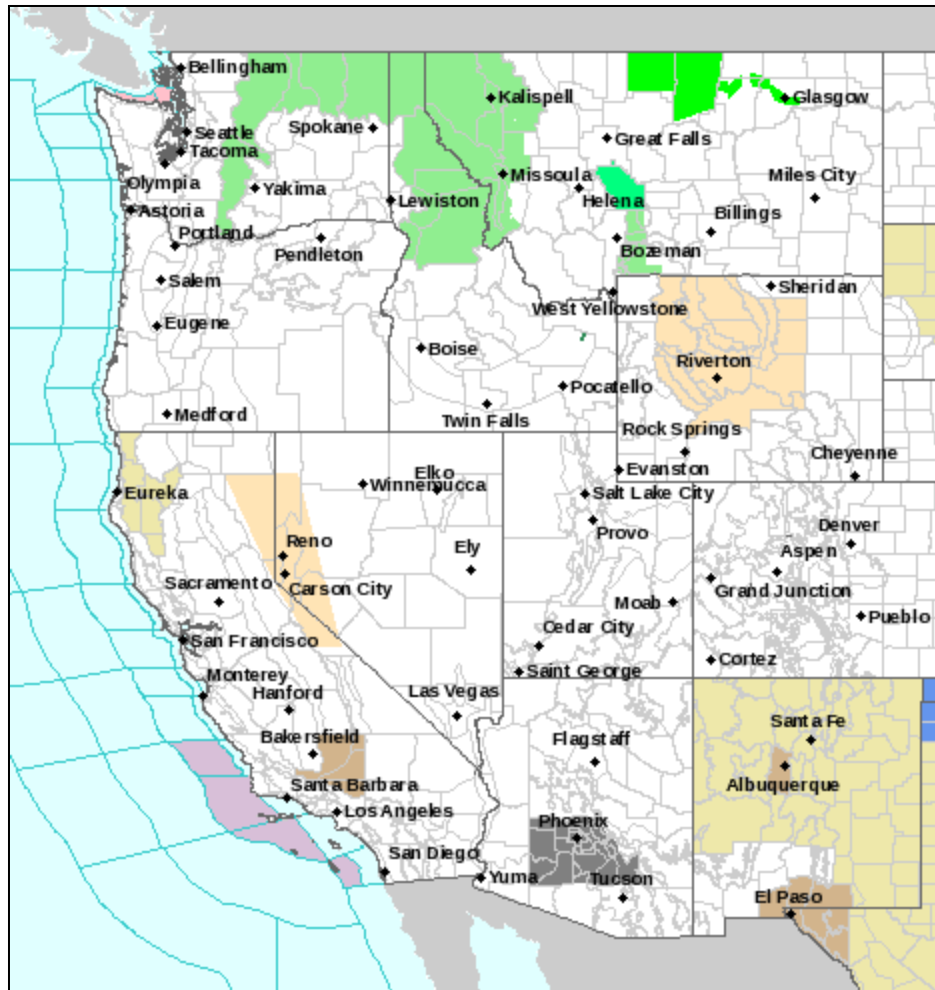 Bellingham
Kalispell
Glasgow
Seattle
Spokane
Great Falls
Tacoma
Missoula
Miles City
Olympia
Yakima
Lewiston
Helena
Astoria
Billings
Portland
Pendleton
Bozeman
Salem
Sheridan
West Yellowstone
Eugene
Boise
Riverton
Pocatello
Medford
Twin Falls
Rock Springs
Cheyenne
Evanston
Elko
Winnemucca
Eureka
Salt Lake City
Denver
Provo
Reno
Ely
Aspen
Sacramento
Carson City
Grand Junction
Moab
Pueblo
Cedar City
San Francisco
Cortez
Saint George
Monterey
Hanford
Las Vegas
Santa Fe
Bakersfield
Flagstaff
Albuquerque
Santa Barbara
Los Angeles
Phoenix
San Diego
Yuma
Tucson
El Paso